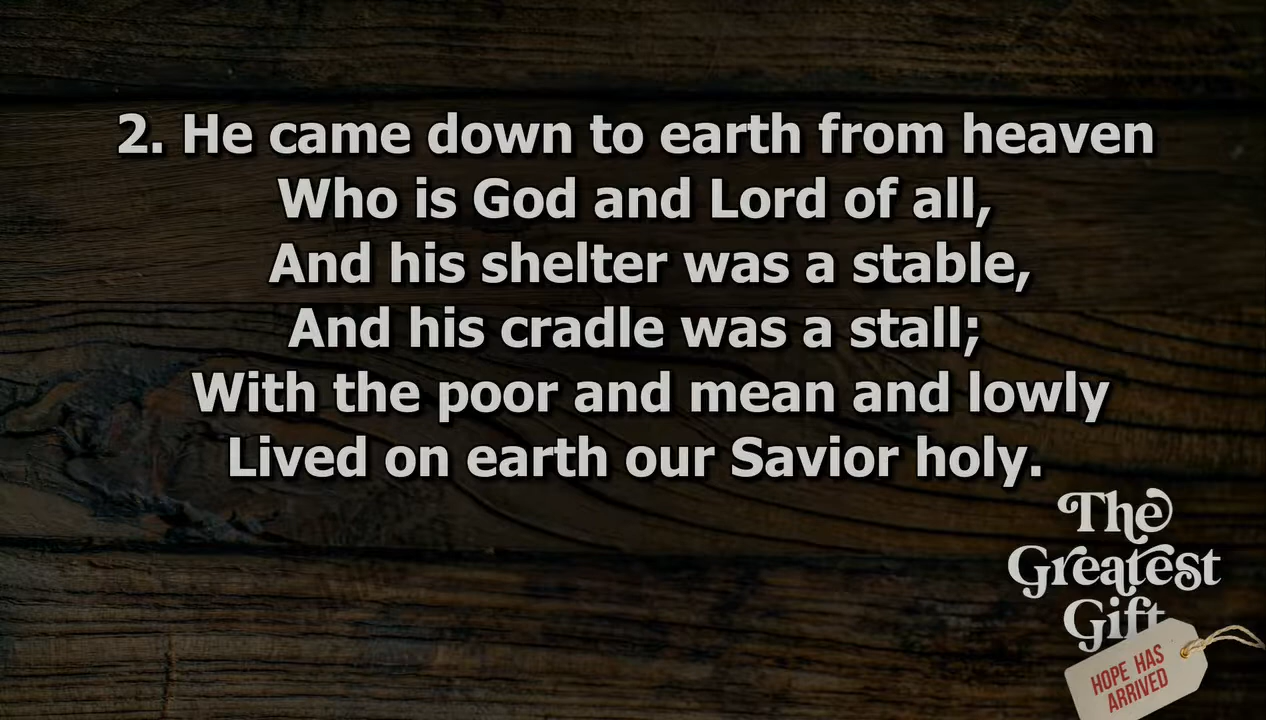 2. He came down to earth from heaven
Who is God and Lord of all,
And his shelter was a stable,
And his cradle was a stall;
With the poor and mean and lowly
Lived on earth our Savior holy.
The
Greatest
Gift
HOPE HAS
ARRIVED